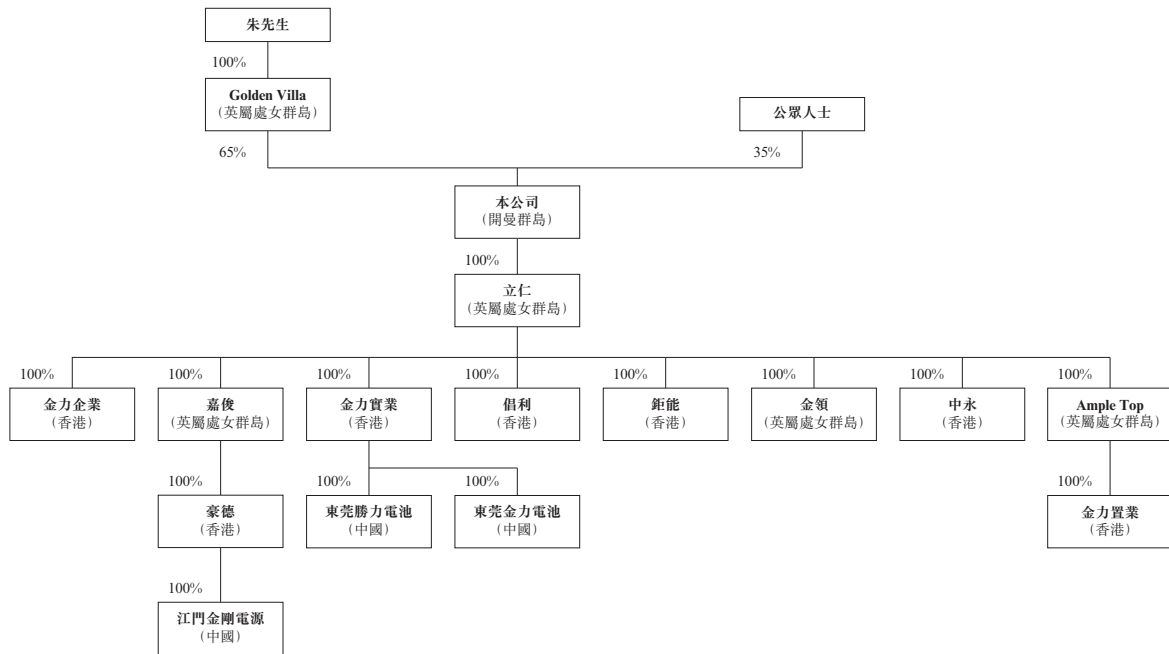 朱先生
100%
Golden Villa
(英屬處女群島)
公眾人士
65%
35%
本公司
(開曼群島)
100%
立仁
(英屬處女群島)
100%
100%
100%
100%
100%
100%
100%
100%
金力企業
(香港)
嘉俊
(英屬處女群島)
金力實業
(香港)
倡利
(香港)
鉅能
(香港)
金領
(英屬處女群島)
中永
(香港)
Ample Top
(英屬處女群島)
100%
100%
100%
100%
豪德
(香港)
東莞勝力電池
(中國)
東莞金力電池
(中國)
金力置業
(香港)
100%
江門金剛電源
(中國)